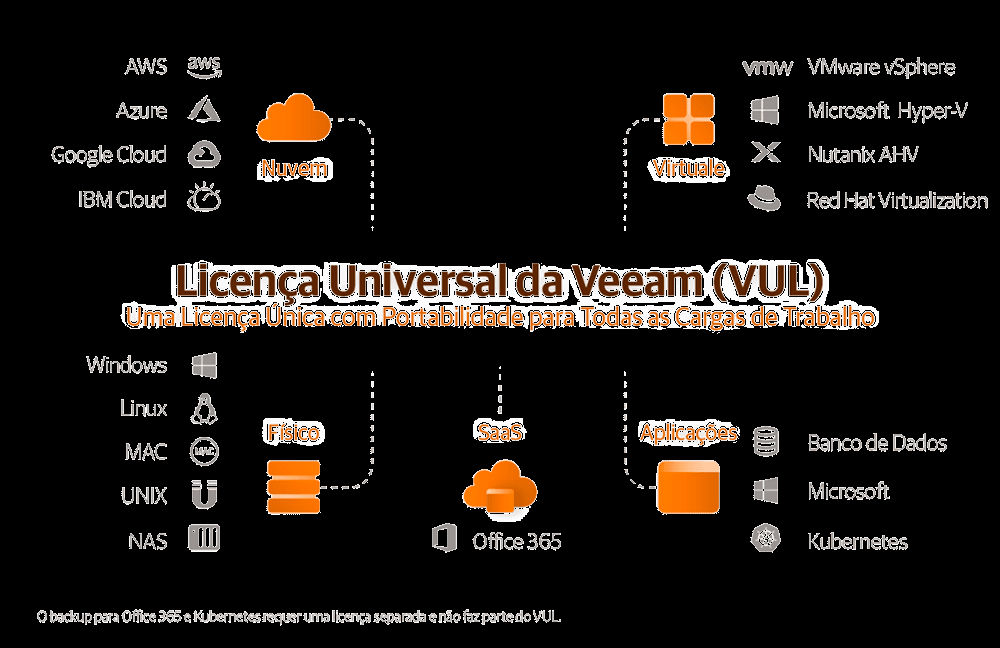 AWS aws
Azure
Google Cloud
IBM Cloud
Nuvem
vmw VMware vSphere
Microsoft Hyper-V
Nutanix AHV
Red Hat Virtualization
Virtuale
Licença Universal da Veeam (VUL)
Uma Licença Única com Portabilidade para Todas as Cargas de Trabalho
Windows
Linux
MAC MAC
UNIX
NAS
Físico
SaaS
Office 365
Aplicações
Banco de Dados
Microsoft
Kubernetes
O backup para Office 365 e Kubernetes requer uma licença separada e não faz parte do VUL.